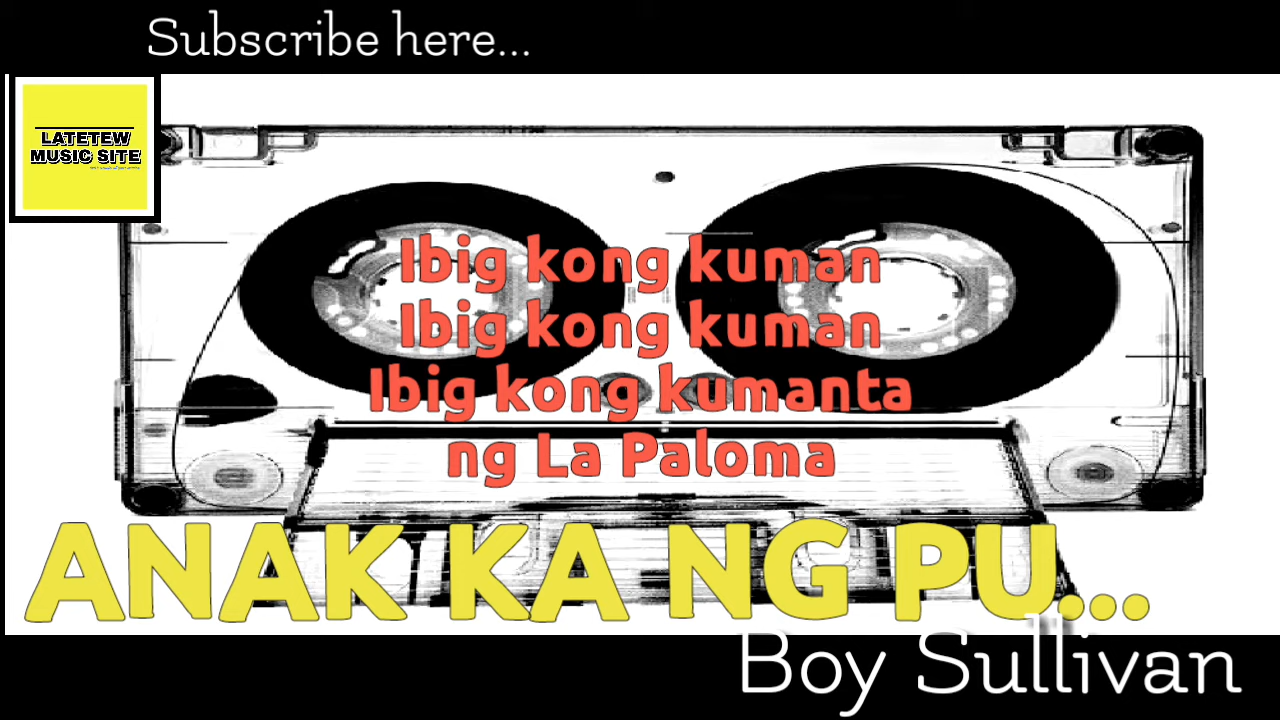 Subscribe here...
LATETEW
MUSIC SITE
Ibig kong kuman
Ibig kong kuman
Ibig kong kumanta
ng La Paloma
ANAK KA NG PU...
Boy Sullivan